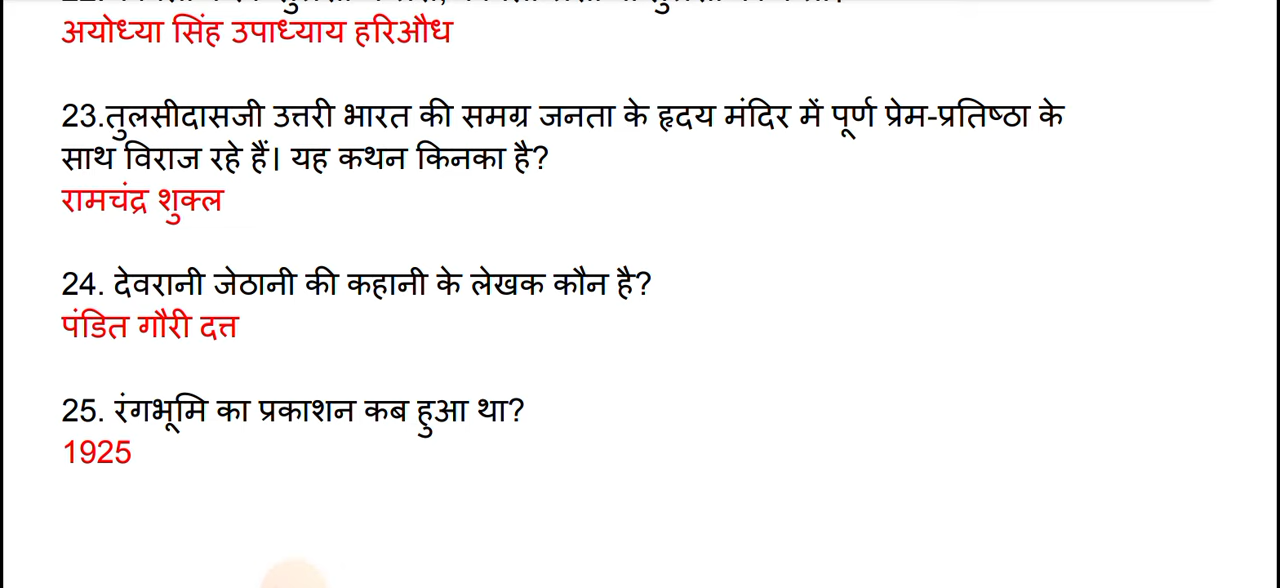 अयोध्या सिंह उपाध्याय हरिऔध
23.तुलसीदासजी उत्तरी भारत की समग्र जनता के हृदय मंदिर में पूर्ण प्रेम-प्रतिष्ठा के
साथ विराज रहे हैं। यह कथन किनका है?
रामचंद्र शुक्ल
24. देवरानी जेठानी की कहानी के लेखक कौन है?
पंडित गौरी दत्त
25. रंगभूमि का प्रकाशन कब हुआ था?
1925